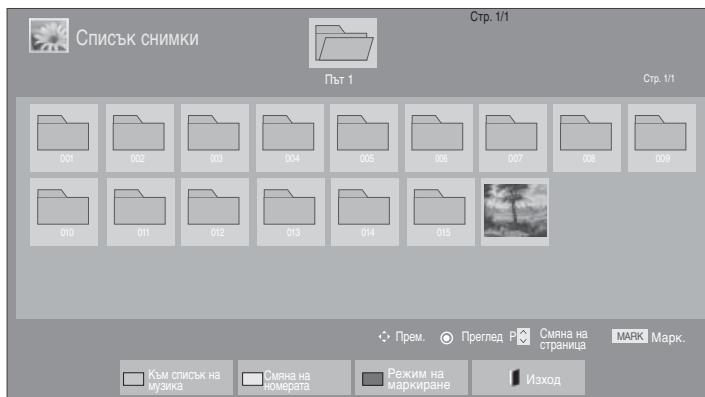 Стр. 1/1
Списък снимки
Път 1
Стр. 1/1
001 002 003 004 005 006 007 008 009
010 011 012 013 014 015
Прем. Преглед P Смяна на страница MARK Марк.
Към списък на музика
Смяна на номерата
Режим на маркиране
Изход